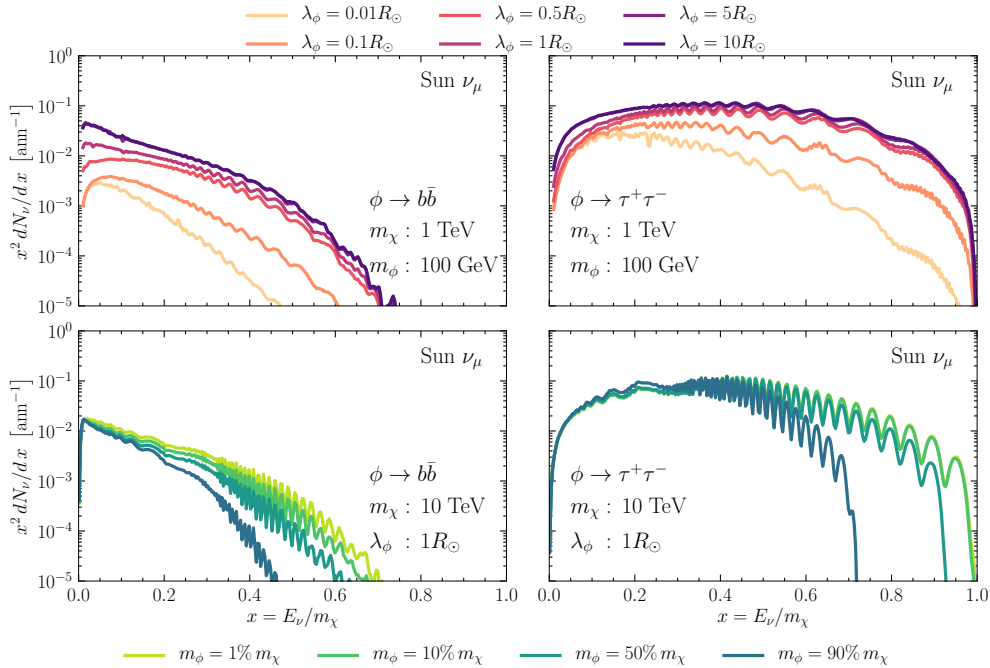 λ_ϕ = 0.01R_⊙ λ_ϕ = 0.5R_⊙ λ_ϕ = 5R_⊙
λ_ϕ = 0.1R_⊙ λ_ϕ = 1R_⊙ λ_ϕ = 10R_⊙
10^0
10^{-1}
10^{-2}
10^{-3}
10^{-4}
10^{-5}
x^2 dN_ν/d x [ann^{-1}]
Sun ν_μ
ϕ → bb̄
m_χ : 1 TeV
m_ϕ : 100 GeV
Sun ν_μ
ϕ → τ^+τ^-
m_χ : 1 TeV
m_ϕ : 100 GeV
10^0
10^{-1}
10^{-2}
10^{-3}
10^{-4}
10^{-5}
x^2 dN_ν/d x [ann^{-1}]
Sun ν_μ
ϕ → bb̄
m_χ : 10 TeV
λ_ϕ : 1R_⊙
0.0 0.2 0.4 0.6 0.8 1.0
x = E_ν/m_χ
Sun ν_μ
ϕ → τ^+τ^-
m_χ : 10 TeV
λ_ϕ : 1R_⊙
0.0 0.2 0.4 0.6 0.8 1.0
x = E_ν/m_χ
m_ϕ = 1% m_χ m_ϕ = 10% m_χ m_ϕ = 50% m_χ m_ϕ = 90% m_χ